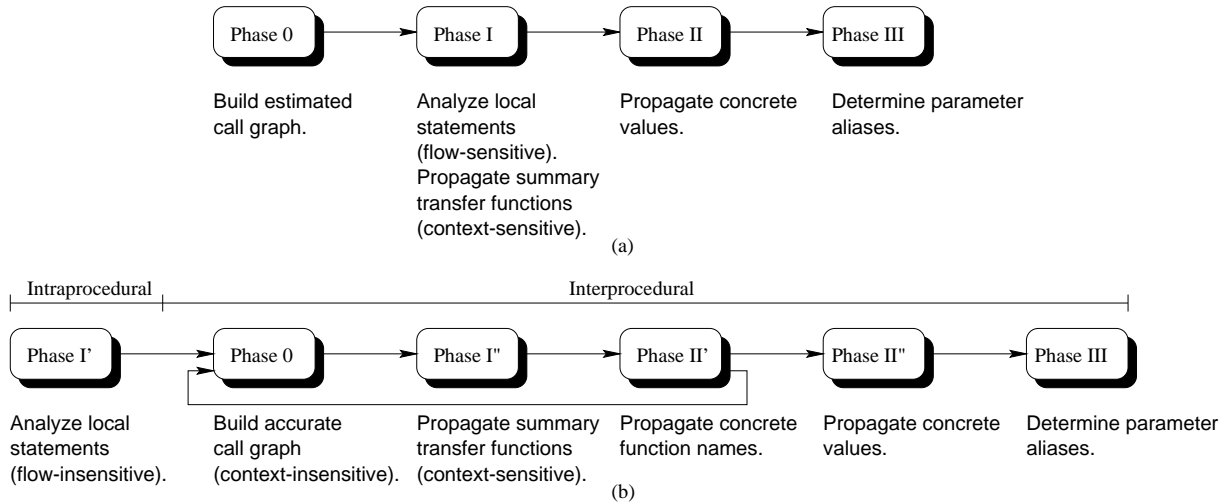 Phase 0
Phase I
Phase II
Phase III
Build estimated
call graph.
Analyze local
statements
(flow-sensitive).
Propagate summary
transfer functions
(context-sensitive).
Propagate concrete
values.
Determine parameter
aliases.
(a)
Intraprocedural
Interprocedural
Phase I'
Phase 0
Phase I"
Phase II'
Phase II"
Phase III
Analyze local
statements
(flow-insensitive).
Build accurate
call graph
(context-insensitive).
Propagate summary
transfer functions
(context-sensitive).
Propagate concrete
function names.
Propagate concrete
values.
Determine parameter
aliases.
(b)